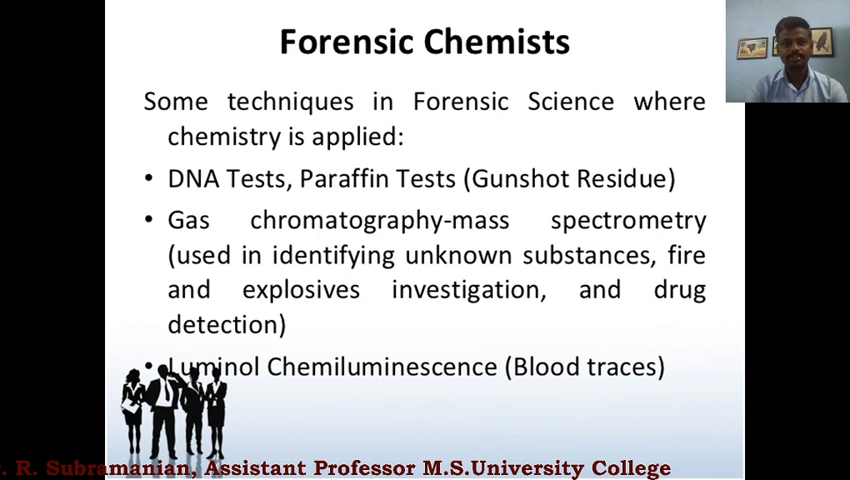 Forensic Chemists
Some techniques in Forensic Science where
chemistry is applied:
• DNA Tests, Paraffin Tests (Gunshot Residue)
• Gas chromatography-mass spectrometry
(used in identifying unknown substances, fire
and explosives investigation, and drug
detection)
• Luminol Chemiluminescence (Blood traces)
. R. Subramanian, Assistant Professor M.S.University College